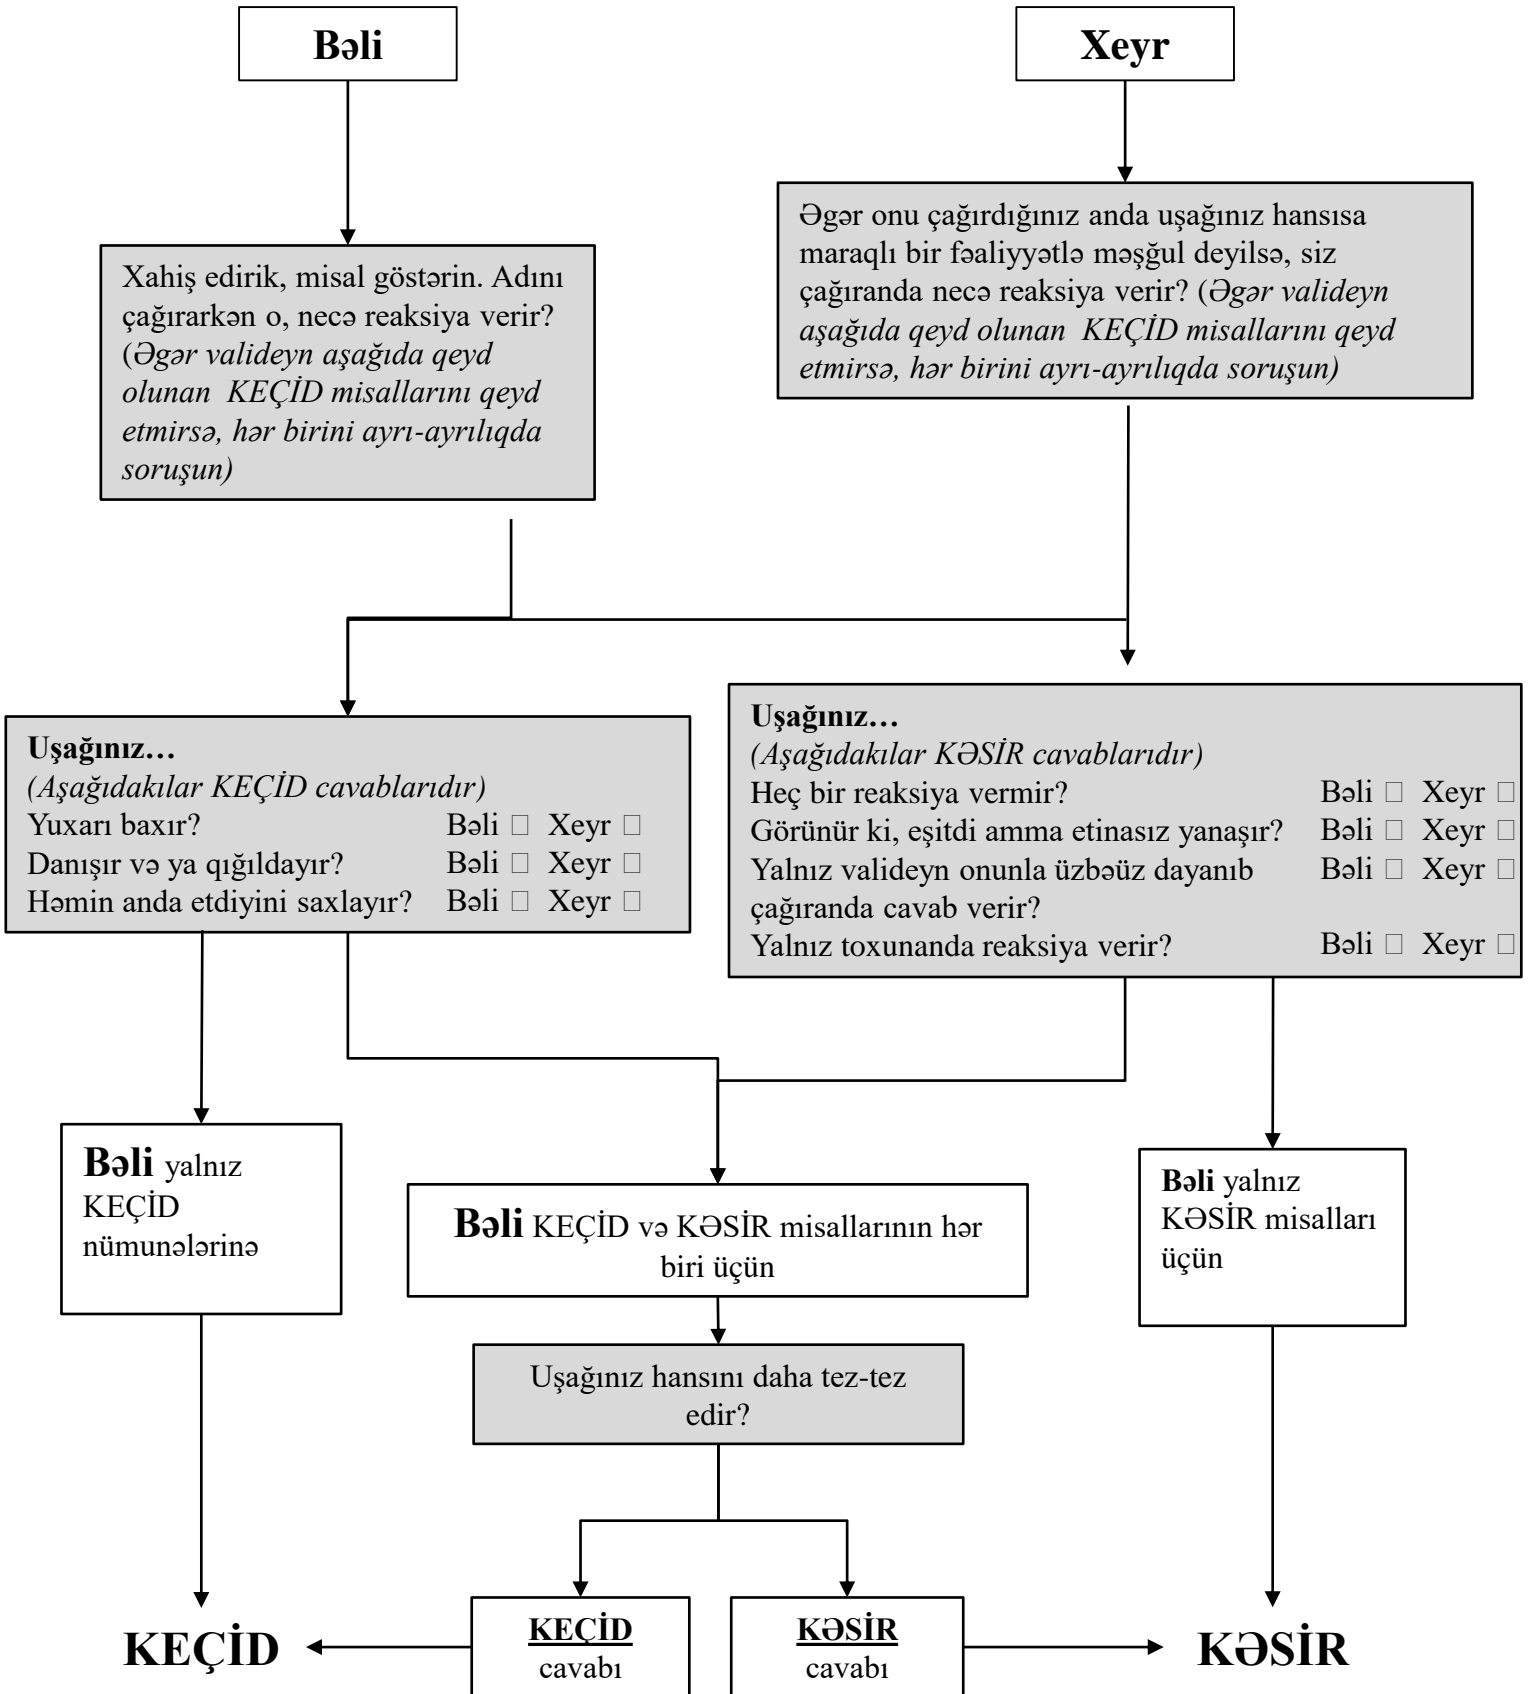 Bəli
Xeyr
Xahiş edirik, misal göstərin. Adını
çağırarkən o, necə reaksiya verir?
(Əgər valideyn aşağıda qeyd
olunan KEÇİD misallarını qeyd
etmirsə, hər birini ayrı-ayrılıqda
soruşun)
Əgər onu çağırdığınız anda uşağınız hansısa
maraqlı bir fəaliyyətlə məşğul deyilsə, siz
çağıranda necə reaksiya verir? (Əgər valideyn
aşağıda qeyd olunan KEÇİD misallarını qeyd
etmirsə, hər birini ayrı-ayrılıqda soruşun)
Uşağınız…
(Aşağıdakılar KEÇİD cavablarıdır)
Yuxarı baxır? Bəli □ Xeyr □
Danışır və ya qığıldayır? Bəli □ Xeyr □
Həmin anda etdiyini saxlayır? Bəli □ Xeyr □
Uşağınız…
(Aşağıdakılar KƏSİR cavablarıdır)
Heç bir reaksiya vermir? Bəli □ Xeyr □
Görünür ki, eşitdi amma etinasız yanaşır? Bəli □ Xeyr □
Yalnız valideyn onunla üzbəüz dayanıb Bəli □ Xeyr □
çağıranda cavab verir?
Yalnız toxunanda reaksiya verir? Bəli □ Xeyr □
Bəli yalnız
KEÇİD
nümunələrinə
Bəli KEÇİD və KƏSİR misallarının hər
biri üçün
Bəli yalnız
KƏSİR misalları
üçün
Uşağınız hansını daha tez-tez
edir?
KEÇİD
KEÇİD
cavabı
KƏSİR
cavabı
KƏSİR